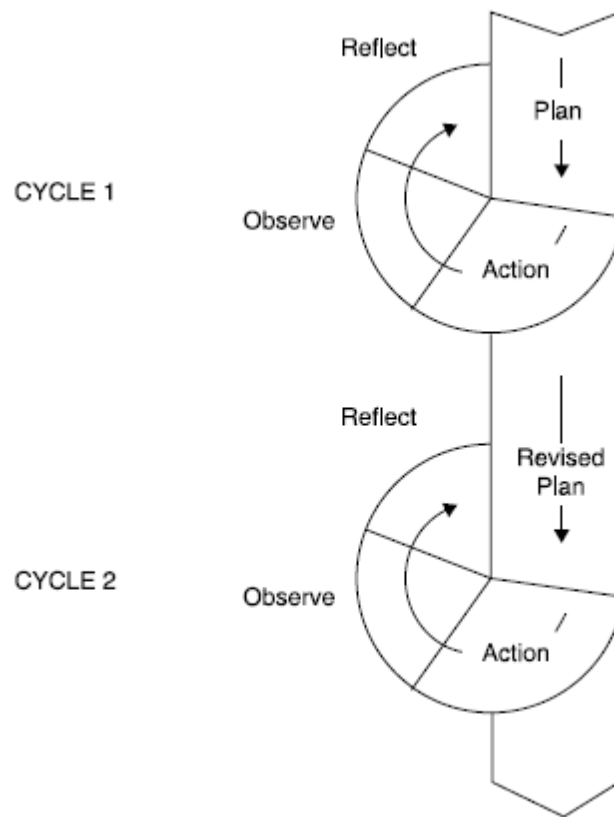 Reflect
Plan
CYCLE 1
Observe
Action
Reflect
Revised
Plan
CYCLE 2
Observe
Action